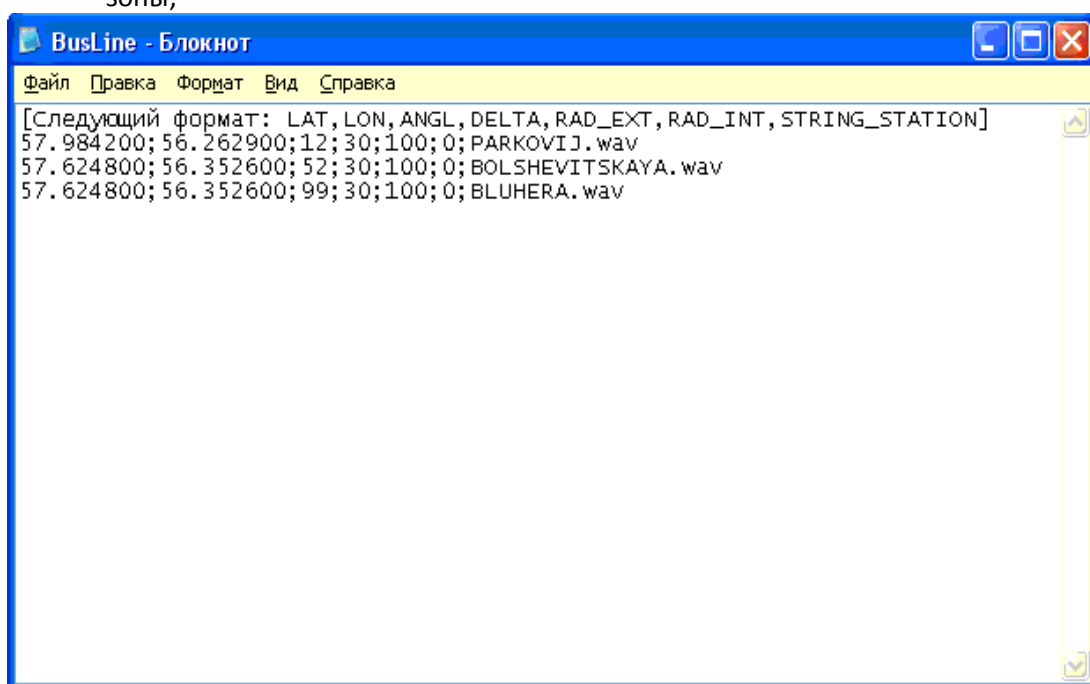 зоны;
BusLine - Блокнот
Файл Правка Формат Вид Справка
[Следующий формат: LAT,LON,ANGL,DELTA,RAD_EXT,RAD_INT,STRING_STATION]
57.984200;56.262900;12;30;100;0;PARKOVIJ.wav
57.624800;56.352600;52;30;100;0;BOLSHEVITSKAYA.wav
57.624800;56.352600;99;30;100;0;BLUHERA.wav